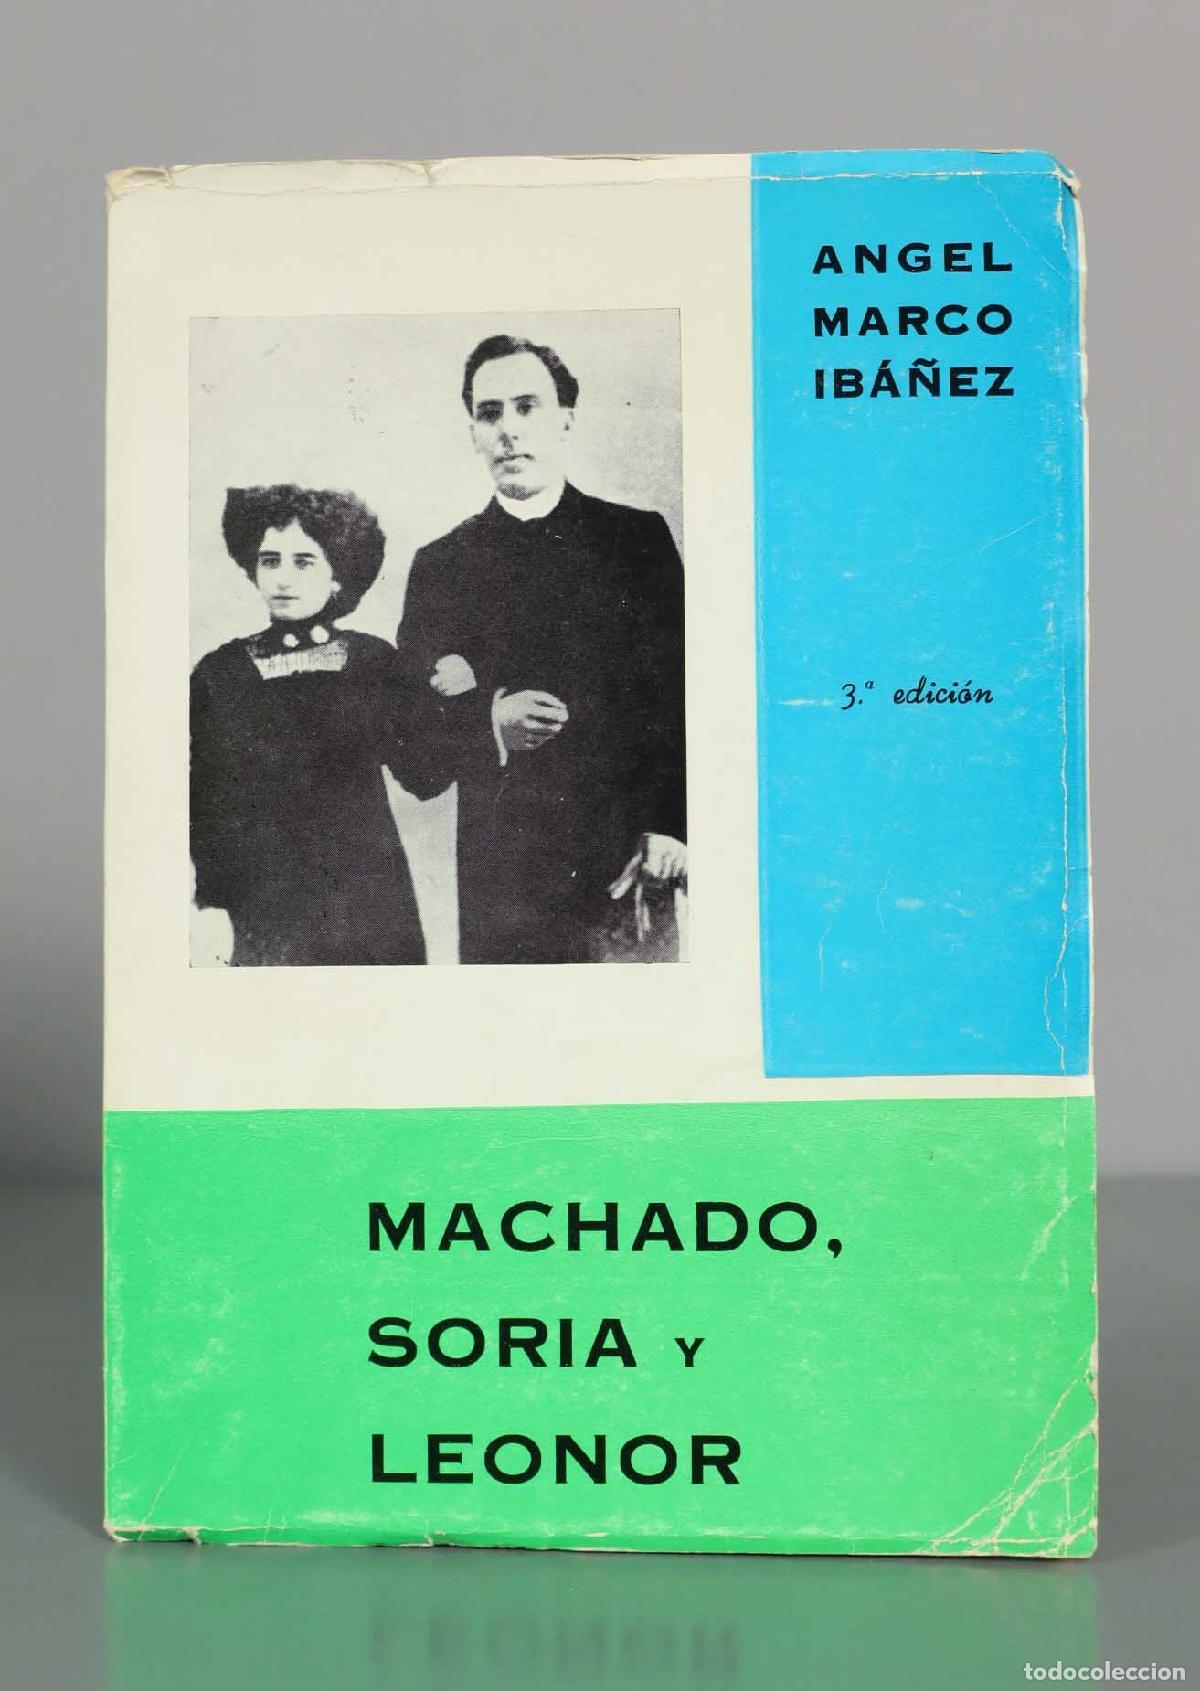 ANGEL
MARCO
IBÁÑEZ
3.ª edición
MACHADO,
SORIA Y
LEONOR
todocoleccion